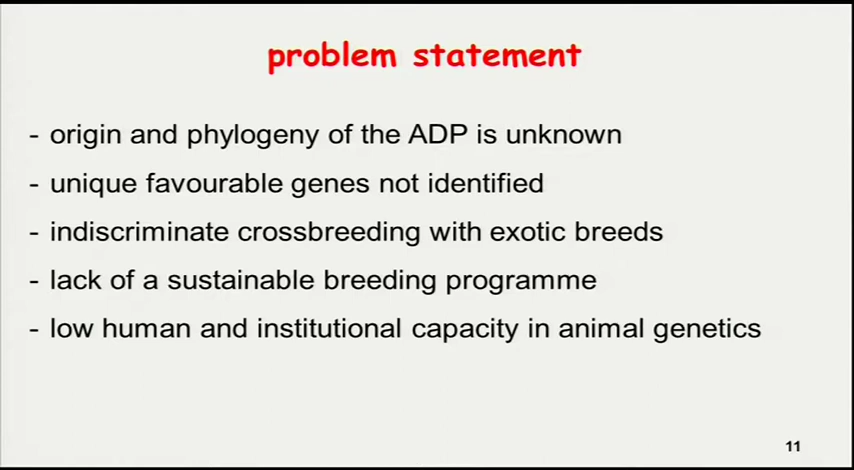 problem statement
- origin and phylogeny of the ADP is unknown
- unique favourable genes not identified
- indiscriminate crossbreeding with exotic breeds
- lack of a sustainable breeding programme
- low human and institutional capacity in animal genetics
11